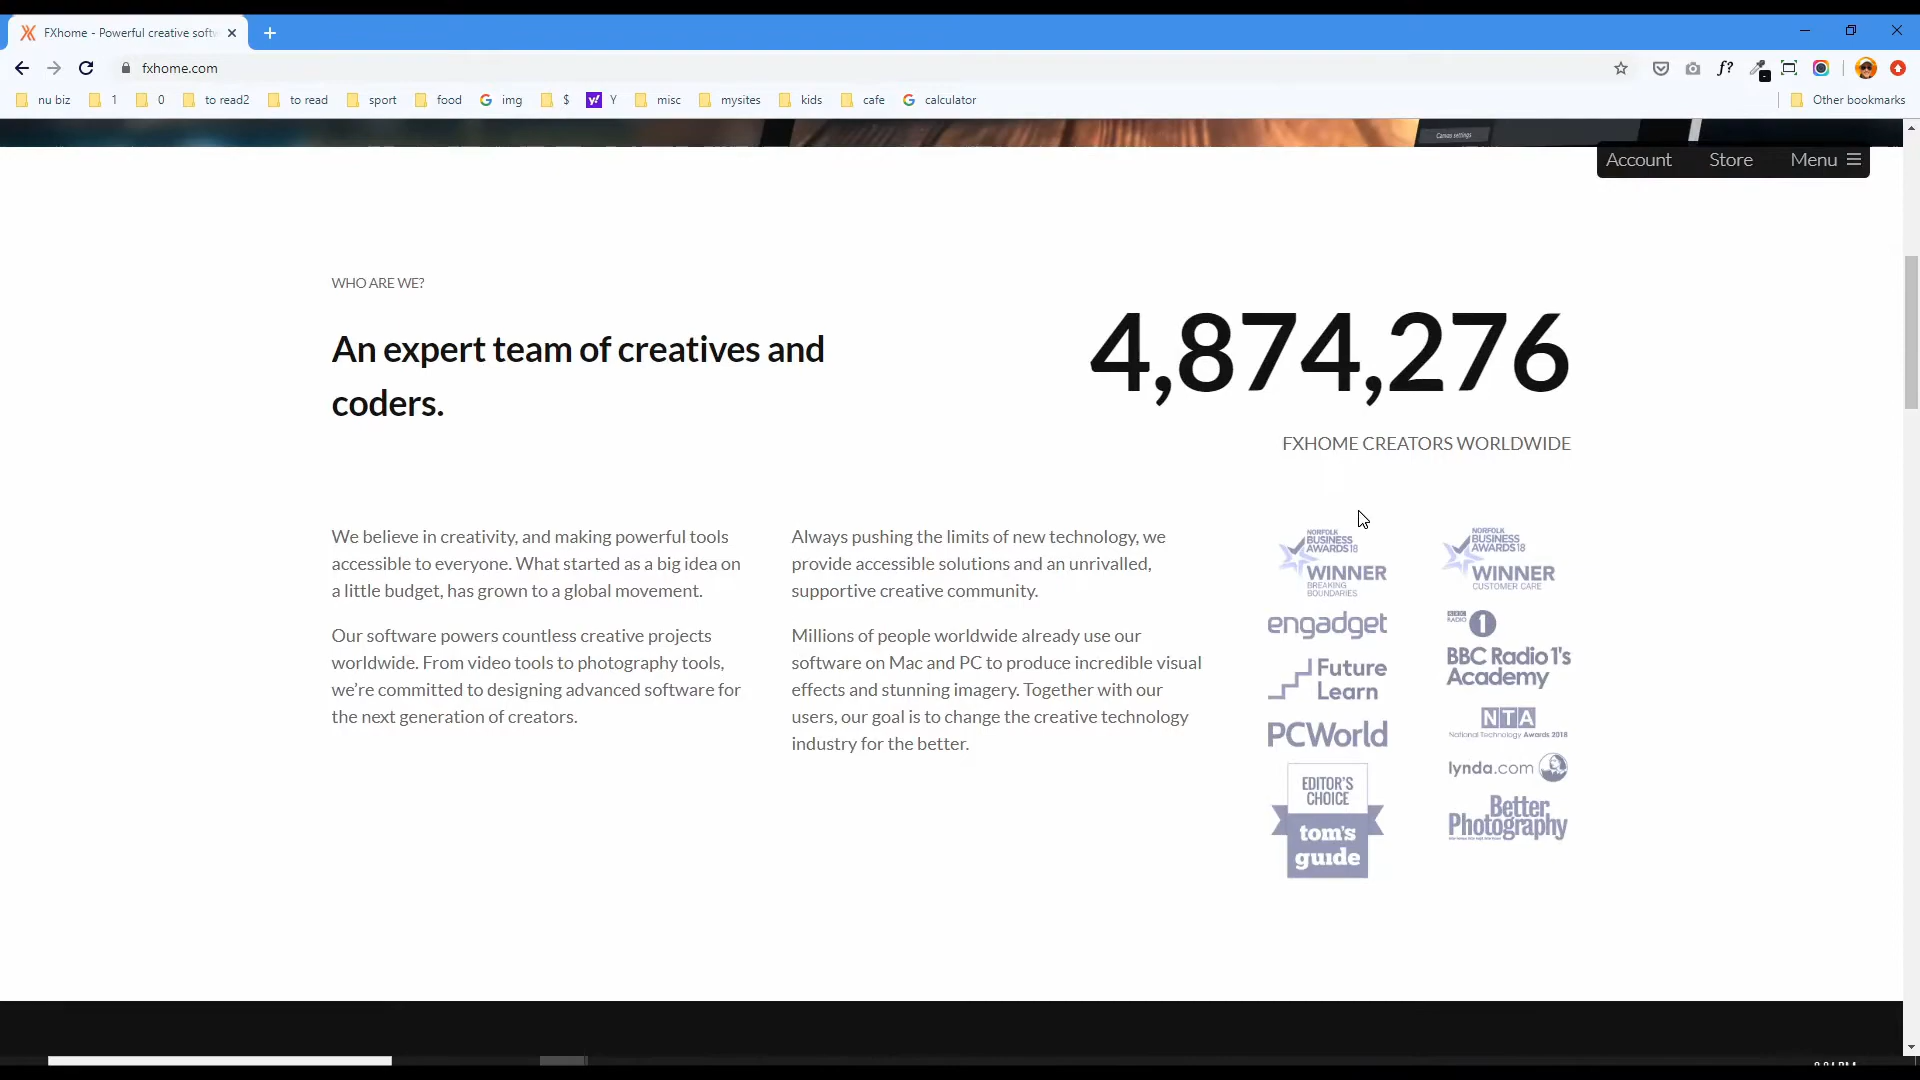 FXhome - Powerful creative softw
fxhome.com
nu biz
1
0
to read2
to read
sport
food
img
$
Y
misc
mysites
kids
cafe
calculator
Other bookmarks
Canvas settings
Account
Store
Menu
WHO ARE WE?
An expert team of creatives and
coders.
4,874,276
FXHOME CREATORS WORLDWIDE
We believe in creativity, and making powerful tools
accessible to everyone. What started as a big idea on
a little budget, has grown to a global movement.
Our software powers countless creative projects
worldwide. From video tools to photography tools,
we’re committed to designing advanced software for
the next generation of creators.
Always pushing the limits of new technology, we
provide accessible solutions and an unrivalled,
supportive creative community.
Millions of people worldwide already use our
software on Mac and PC to produce incredible visual
effects and stunning imagery. Together with our
users, our goal is to change the creative technology
industry for the better.
NORFOLK
BUSINESS
AWARDS18
WINNER
BREAKING
BOUNDARIES
engadget
Future
Learn
PCWorld
EDITOR'S
CHOICE
tom's
guide
NORFOLK
BUSINESS
AWARDS18
WINNER
CUSTOMER CARE
BBC
RADIO
1
BBC Radio 1's
Academy
NTA
National Technology Awards 2018
lynda.com
Better
Photography